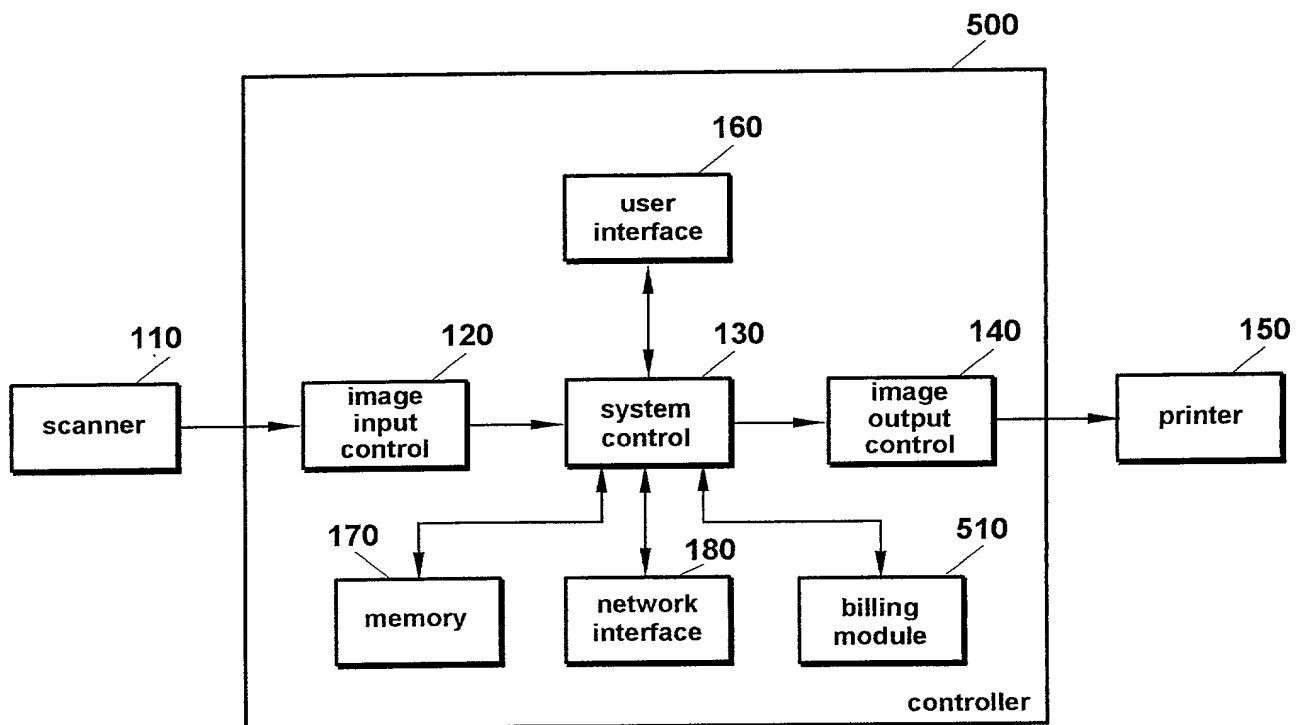 500
160
user
interface
110
120
130
140
150
scanner
image
input
control
system
control
image
output
control
printer
170
180
510
memory
network
interface
billing
module
controller